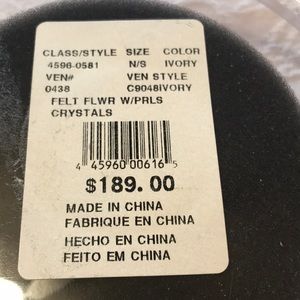 CLASS/STYLE SIZE COLOR
4596-0581 N/S IVORY
VEN# VEN STYLE
0438 C9048IVORY
FELT FLWR W/PRLS
CRYSTALS
4 45960 00616 5
$189.00
MADE IN CHINA
FABRIQUE EN CHINA
HECHO EN CHINA
FEITO EM CHINA